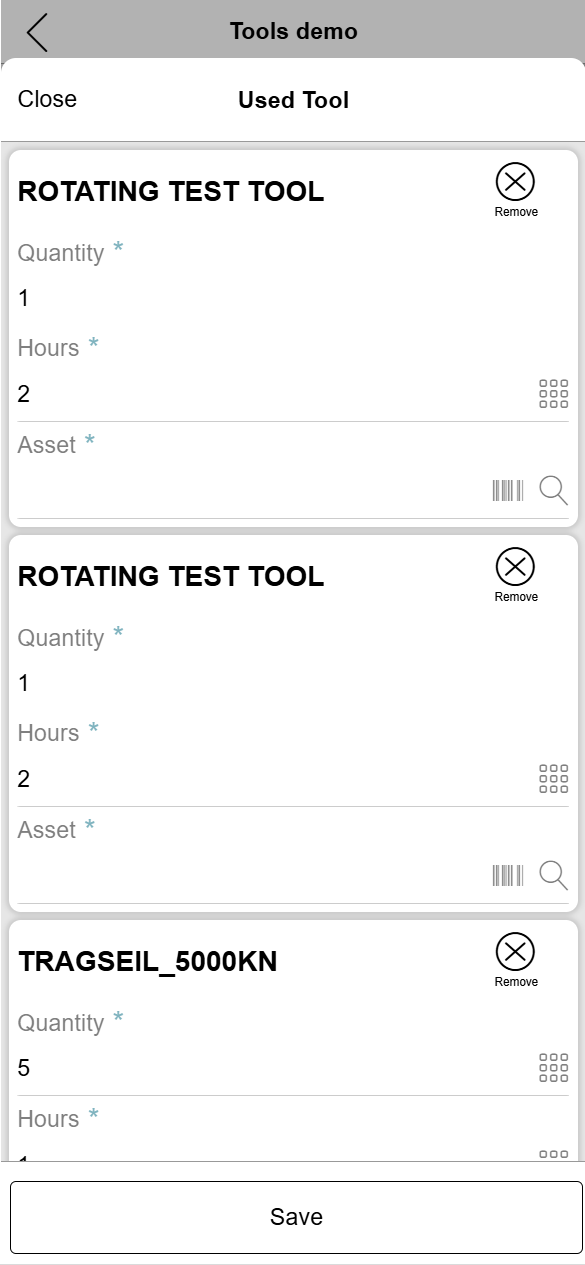 Tools demo
Close
Used Tool
ROTATING TEST TOOL
Remove
Quantity *
1
Hours *
2
Asset *
ROTATING TEST TOOL
Remove
Quantity *
1
Hours *
2
Asset *
TRAGSEIL_5000KN
Remove
Quantity *
5
Hours *
Save